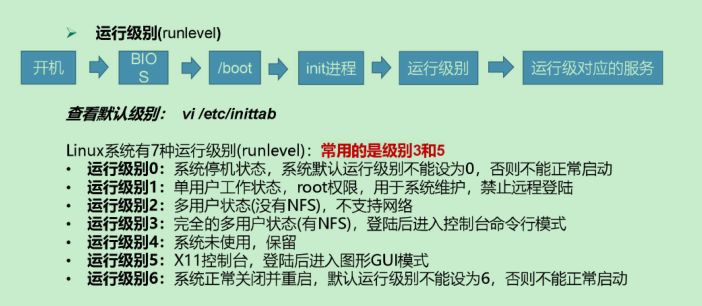 ➢ 运行级别(runlevel)
开机
BIO
S
/boot
init进程
运行级别
运行级对应的服务
查看默认级别： vi /etc/inittab
Linux系统有7种运行级别(runlevel)：常用的是级别3和5
• 运行级别0：系统停机状态，系统默认运行级别不能设为0，否则不能正常启动
• 运行级别1：单用户工作状态，root权限，用于系统维护，禁止远程登陆
• 运行级别2：多用户状态(没有NFS)，不支持网络
• 运行级别3：完全的多用户状态(有NFS)，登陆后进入控制台命令行模式
• 运行级别4：系统未使用，保留
• 运行级别5：X11控制台，登陆后进入图形GUI模式
• 运行级别6：系统正常关闭并重启，默认运行级别不能设为6，否则不能正常启动